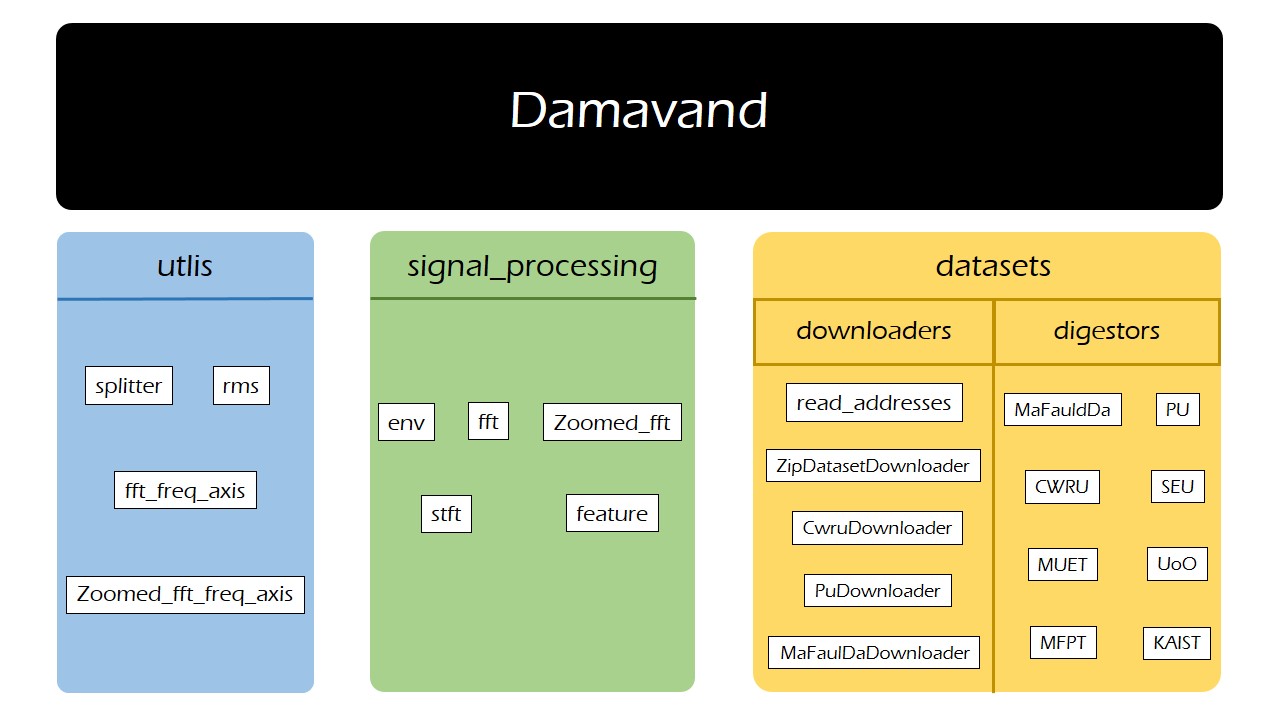 Damavand
utlis
splitter rms
fft_freq_axis
Zoomed_fft_freq_axis
signal_processing
env fft Zoomed_fft
stft feature
datasets
downloaders
read_addresses
ZipDatasetDownloader
CwruDownloader
PuDownloader
MaFaulDaDownloader
digestors
MaFauldDa PU
CWRU SEU
MUET UoO
MFPT KAIST